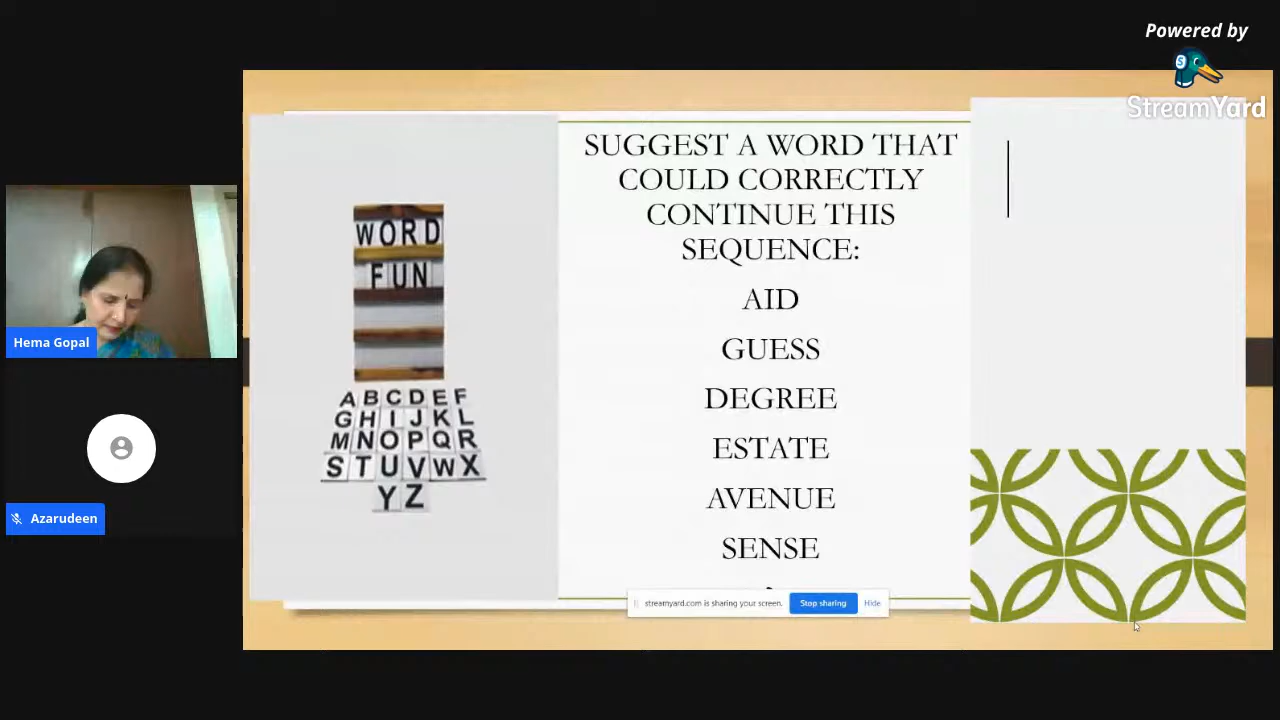 Powered by
StreamYard
SUGGEST A WORD THAT
COULD CORRECTLY
CONTINUE THIS
SEQUENCE:
AID
GUESS
DEGREE
ESTATE
AVENUE
SENSE
WORD
FUN
A B C D E F
G H I J K L
M N O P Q R
S T U V W X
Y Z
Hema Gopal
Azarudeen
streamyard.com is sharing your screen. Stop sharing Hide